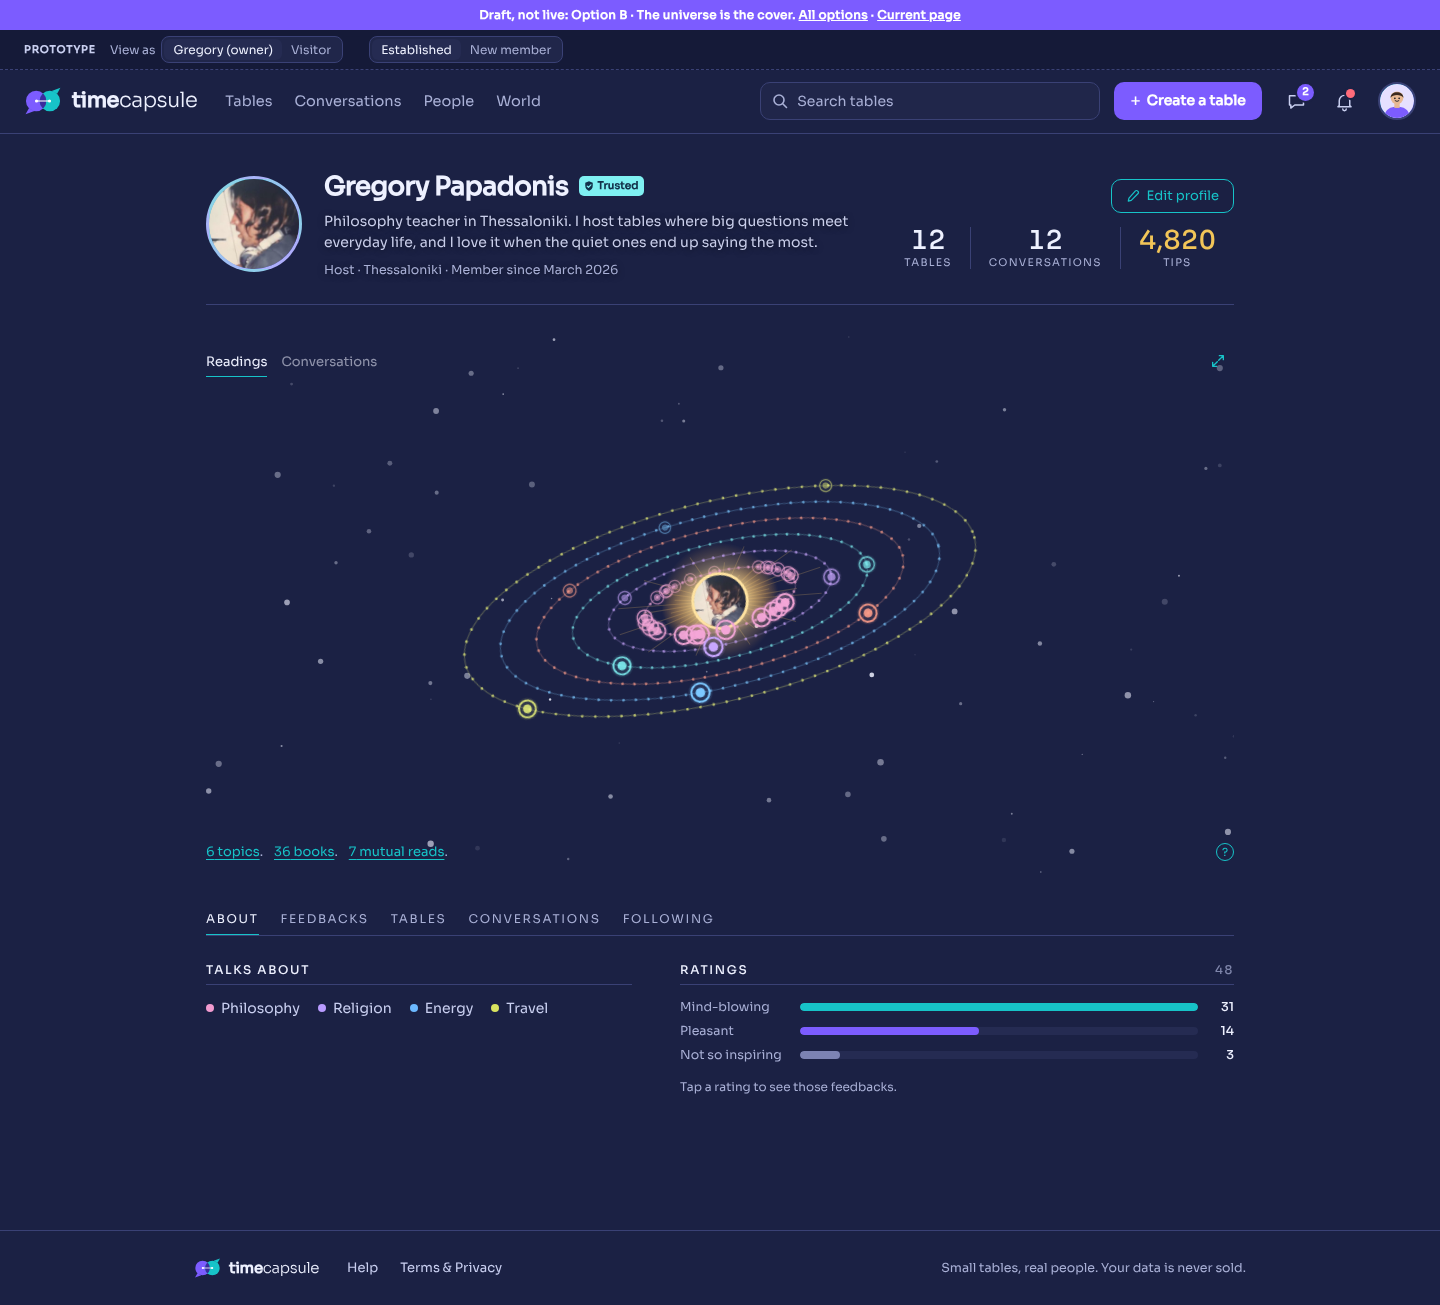 Draft, not live: Option B · The universe is the cover. All options · Current page
PROTOTYPE View as Gregory (owner) Visitor Established New member
timecapsule Tables Conversations People World Search tables + Create a table 2
Gregory Papadonis Trusted
Edit profile
Philosophy teacher in Thessaloniki. I host tables where big questions meet
everyday life, and I love it when the quiet ones end up saying the most.
Host · Thessaloniki · Member since March 2026
12 12 4,820
TABLES CONVERSATIONS TIPS
Readings Conversations
6 topics. 36 books. 7 mutual reads. ?
ABOUT FEEDBACKS TABLES CONVERSATIONS FOLLOWING
TALKS ABOUT
Philosophy Religion Energy Travel
RATINGS 48
Mind-blowing 31
Pleasant 14
Not so inspiring 3
Tap a rating to see those feedbacks.
timecapsule Help Terms & Privacy Small tables, real people. Your data is never sold.